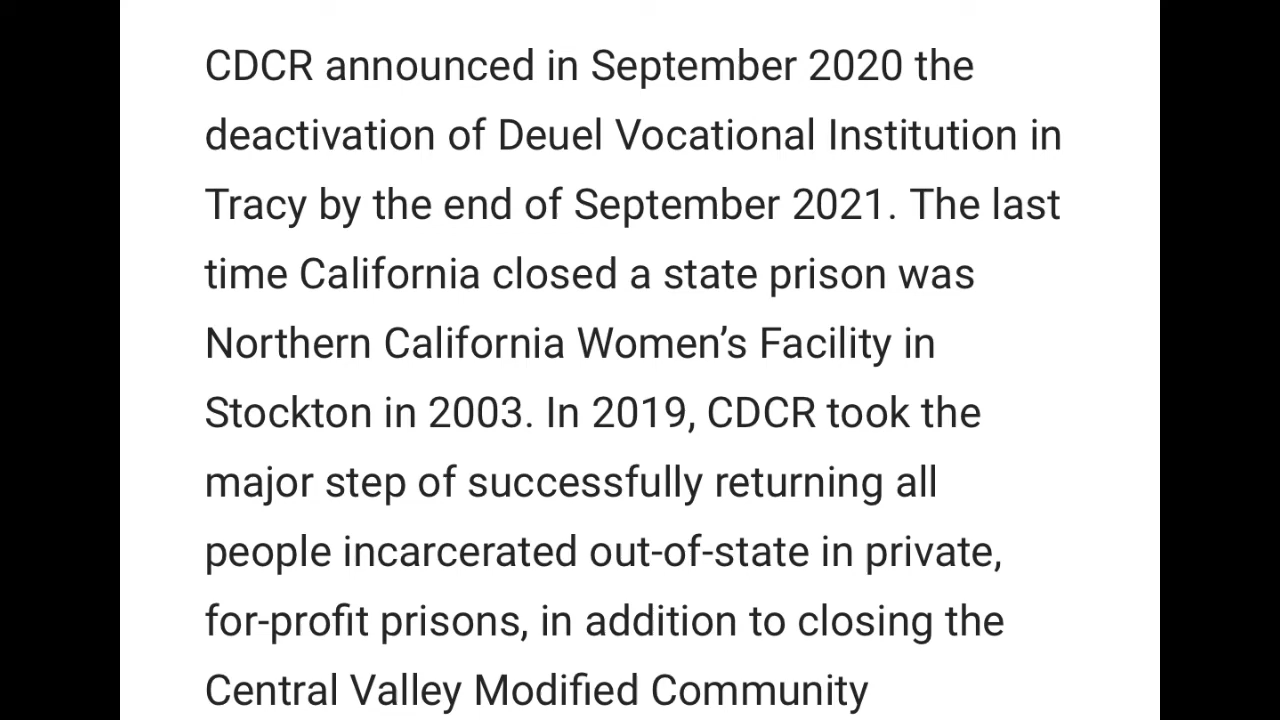 CDCR announced in September 2020 the
deactivation of Deuel Vocational Institution in
Tracy by the end of September 2021. The last
time California closed a state prison was
Northern California Women’s Facility in
Stockton in 2003. In 2019, CDCR took the
major step of successfully returning all
people incarcerated out-of-state in private,
for-profit prisons, in addition to closing the
Central Valley Modified Community